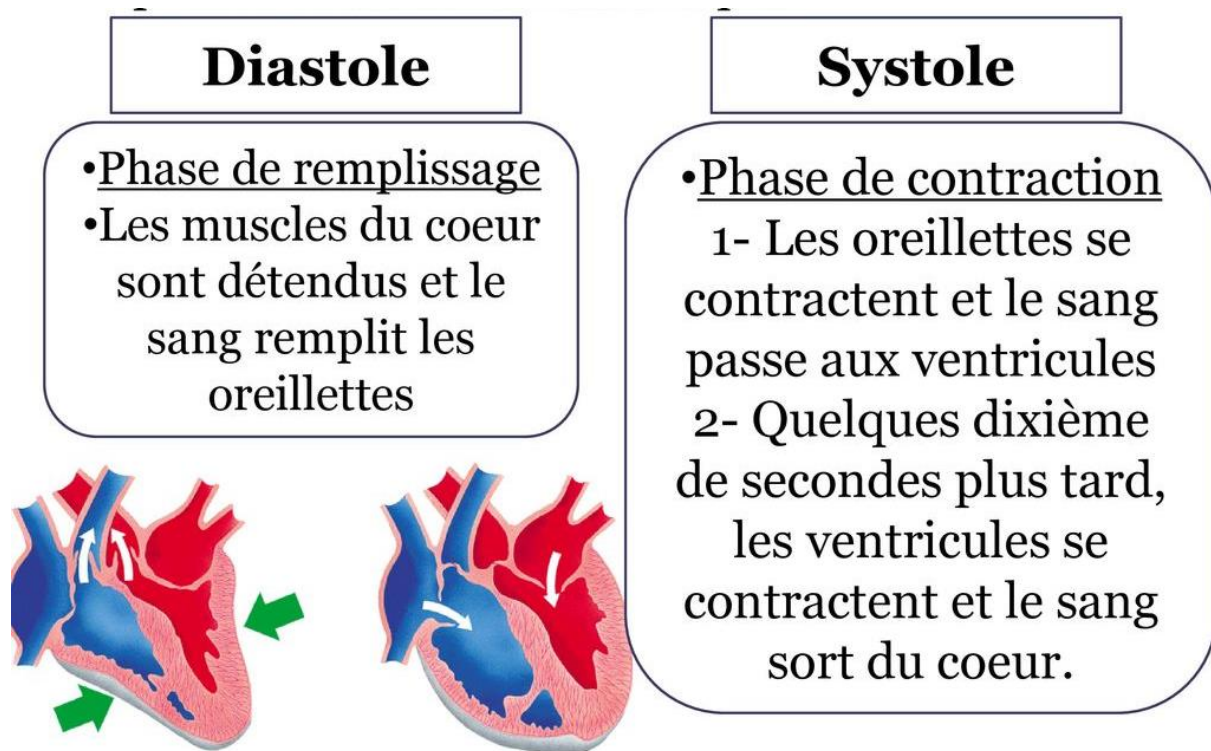 Diastole
•Phase de remplissage
•Les muscles du coeur
sont détendus et le
sang remplit les
oreillettes
Systole
•Phase de contraction
1- Les oreillettes se
contractent et le sang
passe aux ventricules
2- Quelques dixième
de secondes plus tard,
les ventricules se
contractent et le sang
sort du coeur.